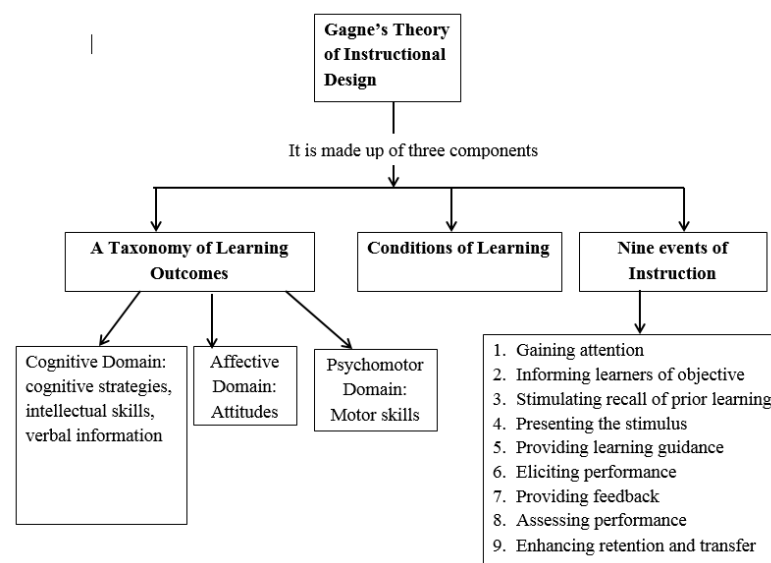 Gagne's Theory
of Instructional
Design
It is made up of three components
A Taxonomy of Learning
Outcomes
Conditions of Learning
Nine events of
Instruction
Cognitive Domain:
cognitive strategies,
intellectual skills,
verbal information
Affective
Domain:
Attitudes
Psychomotor
Domain:
Motor skills
1. Gaining attention
2. Informing learners of objective
3. Stimulating recall of prior learning
4. Presenting the stimulus
5. Providing learning guidance
6. Eliciting performance
7. Providing feedback
8. Assessing performance
9. Enhancing retention and transfer